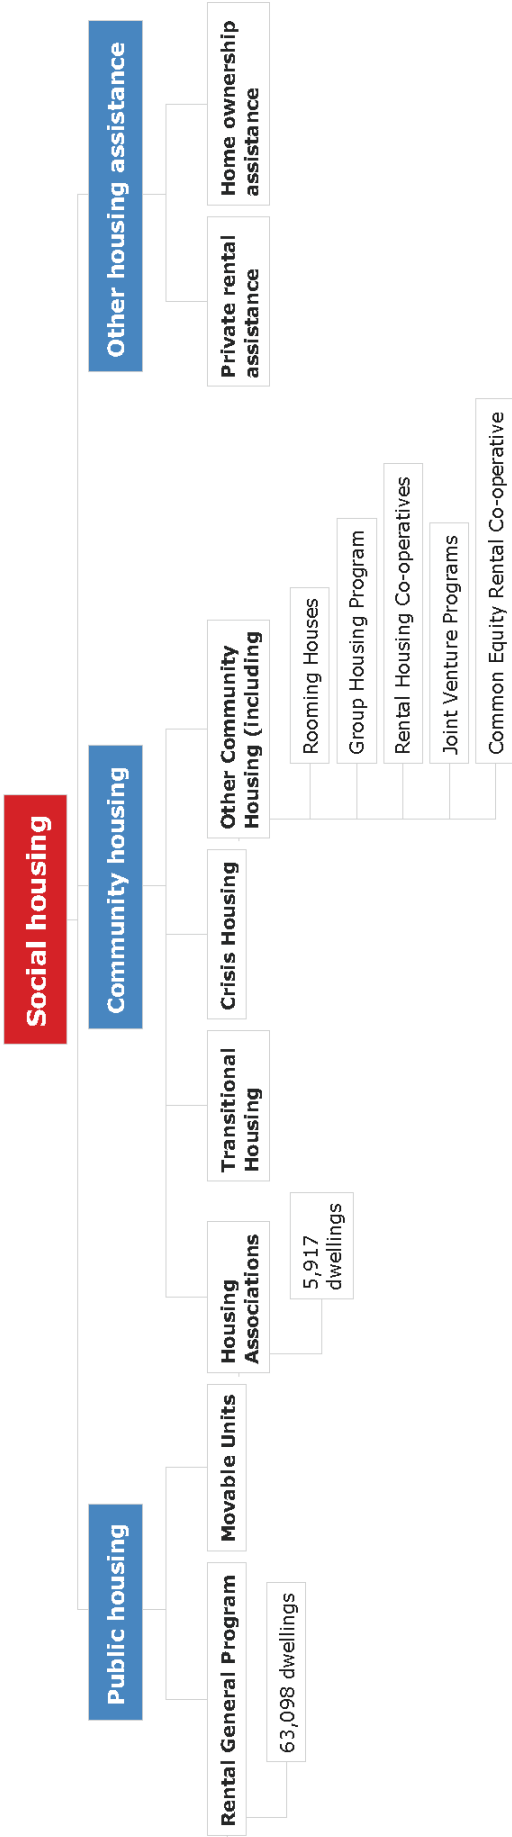 Social housing
Public housing
Community housing
Other housing assistance
Rental General Program
Movable Units
Housing
Associations
Transitional
Housing
Crisis Housing
Other Community
Housing (including
Private rental
assistance
Home ownership
assistance
63,098 dwellings
5,917
dwellings
Rooming Houses
Group Housing Program
Rental Housing Co-operatives
Joint Venture Programs
Common Equity Rental Co-operative